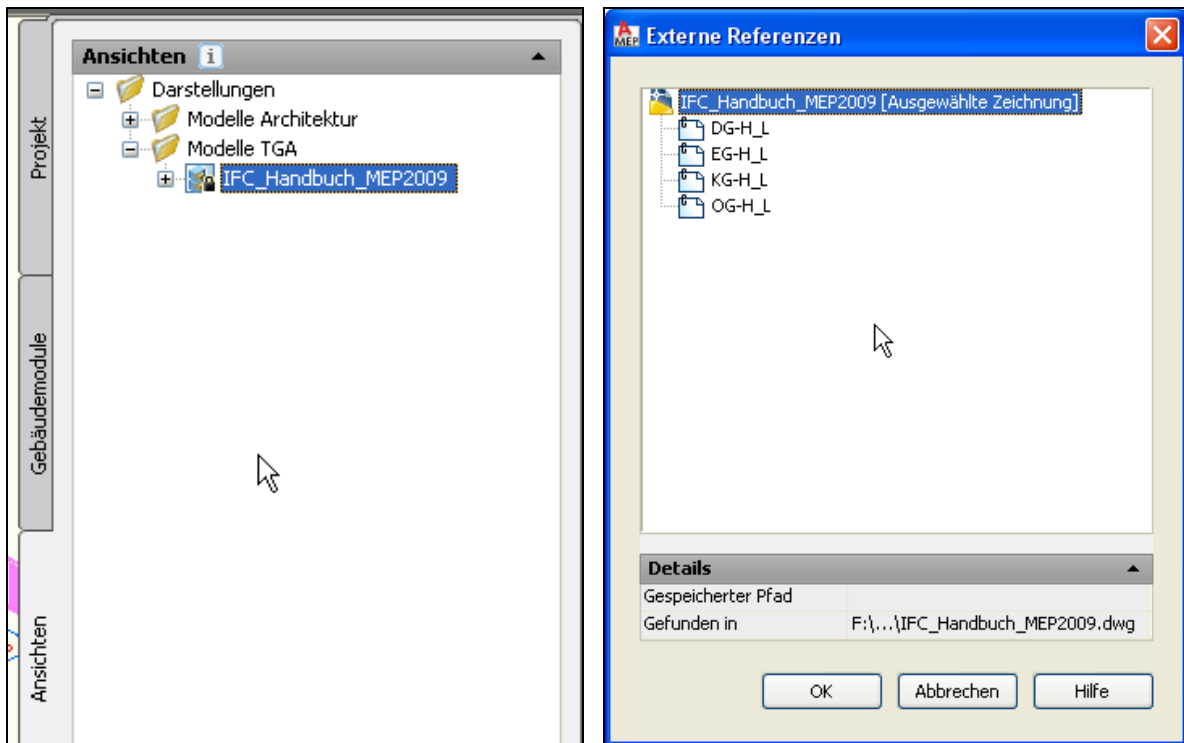 Projekt
Gebäudemodule
Ansichten
Ansichten i
Darstellungen
Modelle Architektur
Modelle TGA
IFC_Handbuch_MEP2009
A MEP Externe Referenzen
IFC_Handbuch_MEP2009 [Ausgewählte Zeichnung]
DG-H_L
EG-H_L
KG-H_L
OG-H_L
Details
Gespeicherter Pfad
Gefunden in F:\...\IFC_Handbuch_MEP2009.dwg
OK Abbrechen Hilfe